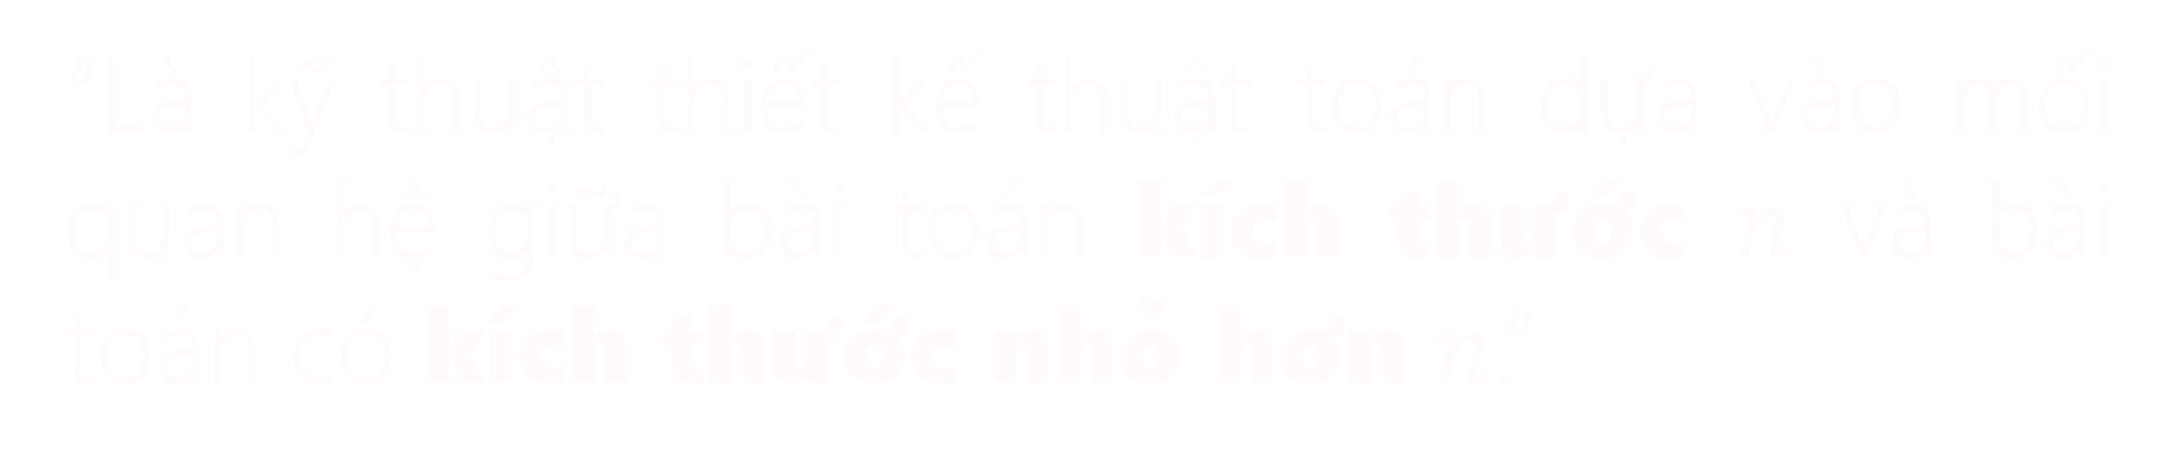 “Là kỹ thuật thiết kế thuật toán dựa vào mối
quan hệ giữa bài toán kích thước n và bài
toán có kích thước nhỏ hơn n.”